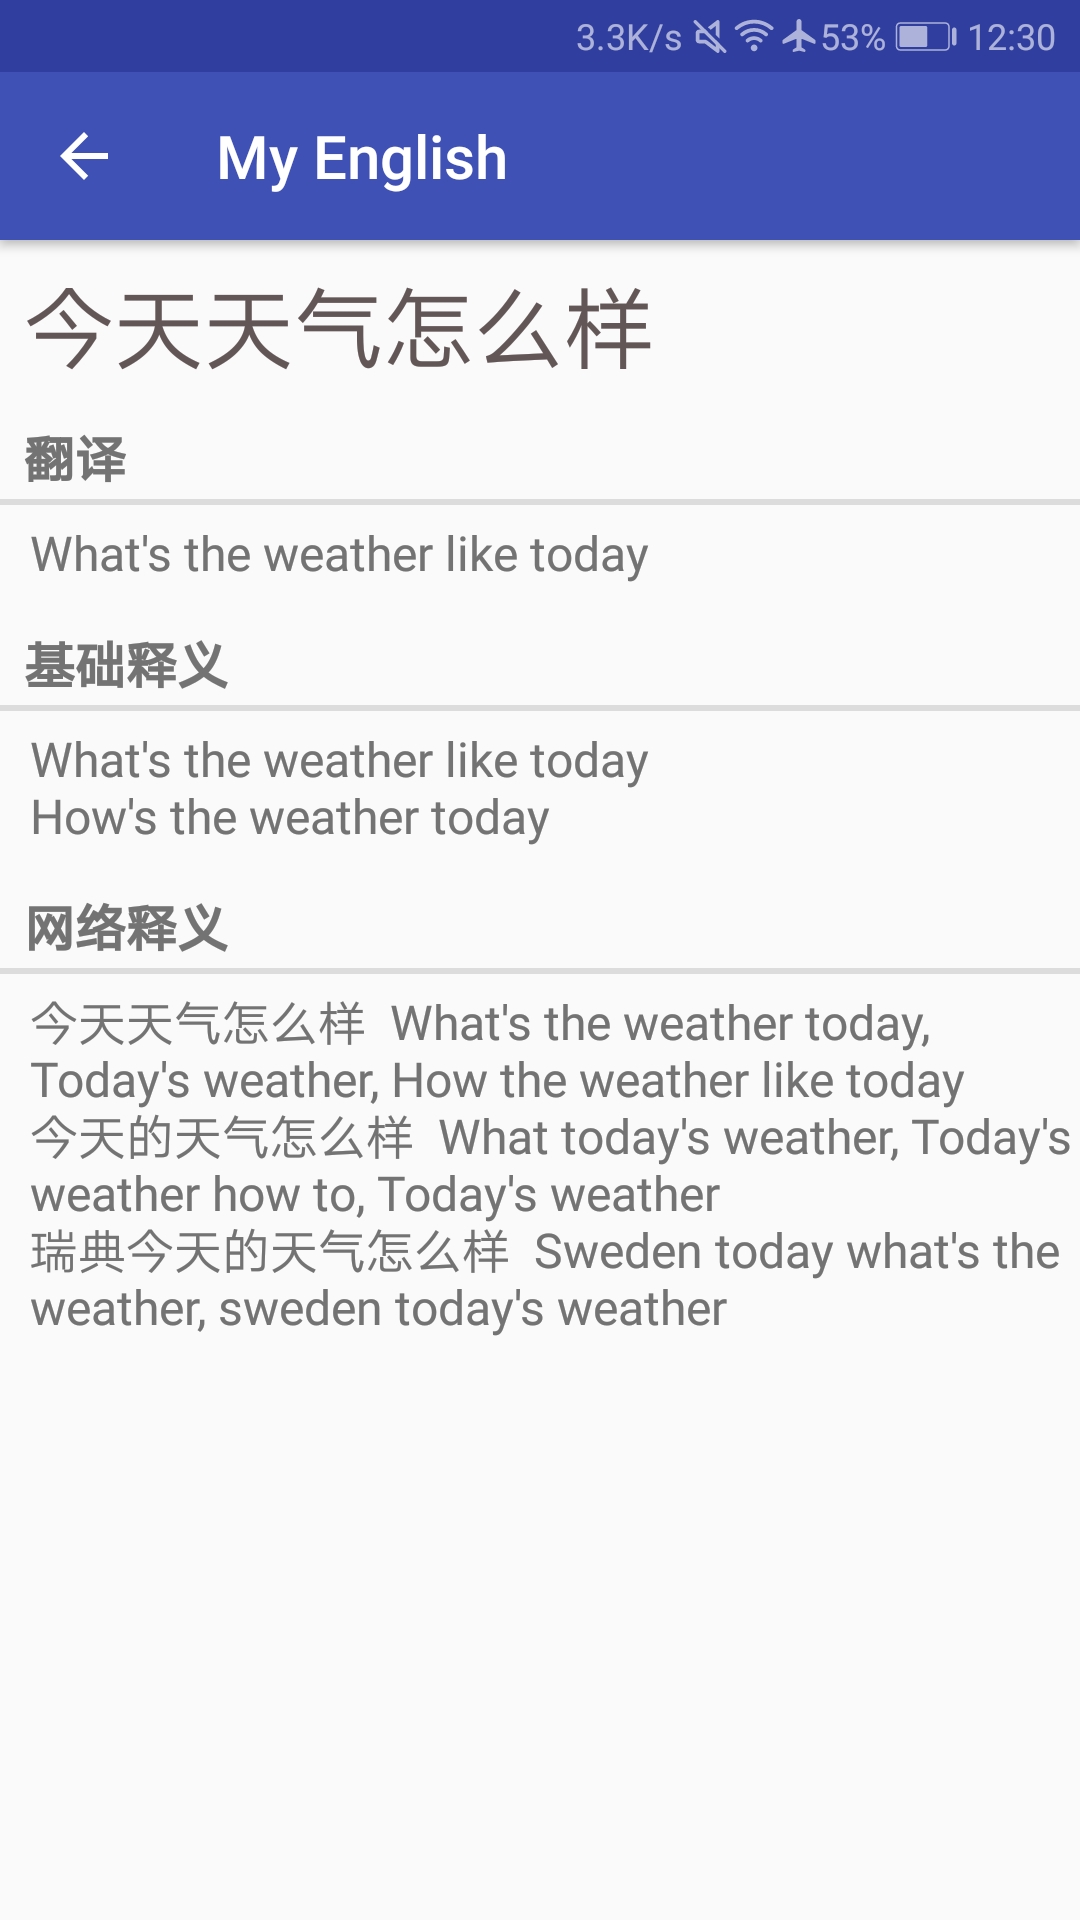 3.3K/s 53% 12:30
My English
今天天气怎么样
翻译
What's the weather like today
基础释义
What's the weather like today
How's the weather today
网络释义
今天天气怎么样 What's the weather today,
Today's weather, How the weather like today
今天的天气怎么样 What today's weather, Today's
weather how to, Today's weather
瑞典今天的天气怎么样 Sweden today what's the
weather, sweden today's weather